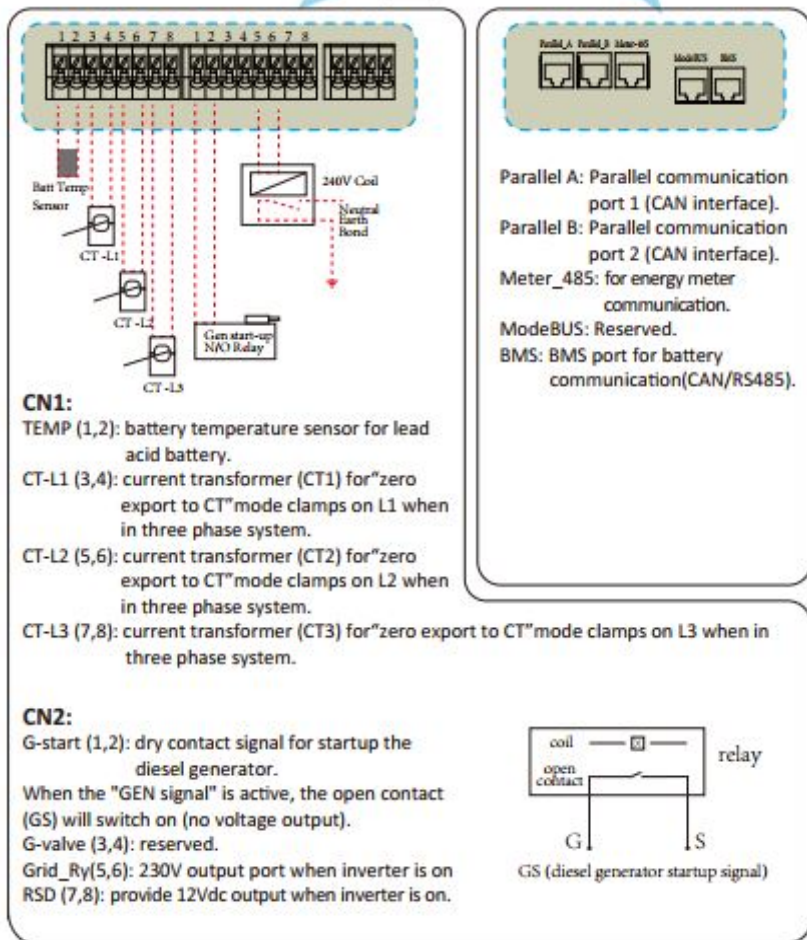 1 2 3 4 5 6 7 8 1 2 3 4 5 6 7 8
Batt Temp
Sensor
CT -L1
CT -L2
CT -L3
240V Coil
Neutral
Earth
Bond
Gen start-up
N/O Relay
CN1:
TEMP (1,2): battery temperature sensor for lead
acid battery.
CT-L1 (3,4): current transformer (CT1) for“zero
export to CT”mode clamps on L1 when
in three phase system.
CT-L2 (5,6): current transformer (CT2) for“zero
export to CT”mode clamps on L2 when
in three phase system.
CT-L3 (7,8): current transformer (CT3) for“zero export to CT”mode clamps on L3 when in
three phase system.
CN2:
G-start (1,2): dry contact signal for startup the
diesel generator.
When the "GEN signal" is active, the open contact
(GS) will switch on (no voltage output).
G-valve (3,4): reserved.
Grid_Ry(5,6): 230V output port when inverter is on
RSD (7,8): provide 12Vdc output when inverter is on.
Parallel_A Parallel_B Meter-485
ModeBUS BMS
Parallel A: Parallel communication
port 1 (CAN interface).
Parallel B: Parallel communication
port 2 (CAN interface).
Meter_485: for energy meter
communication.
ModeBUS: Reserved.
BMS: BMS port for battery
communication(CAN/RS485).
coil
open
contact
relay
G S
GS (diesel generator startup signal)